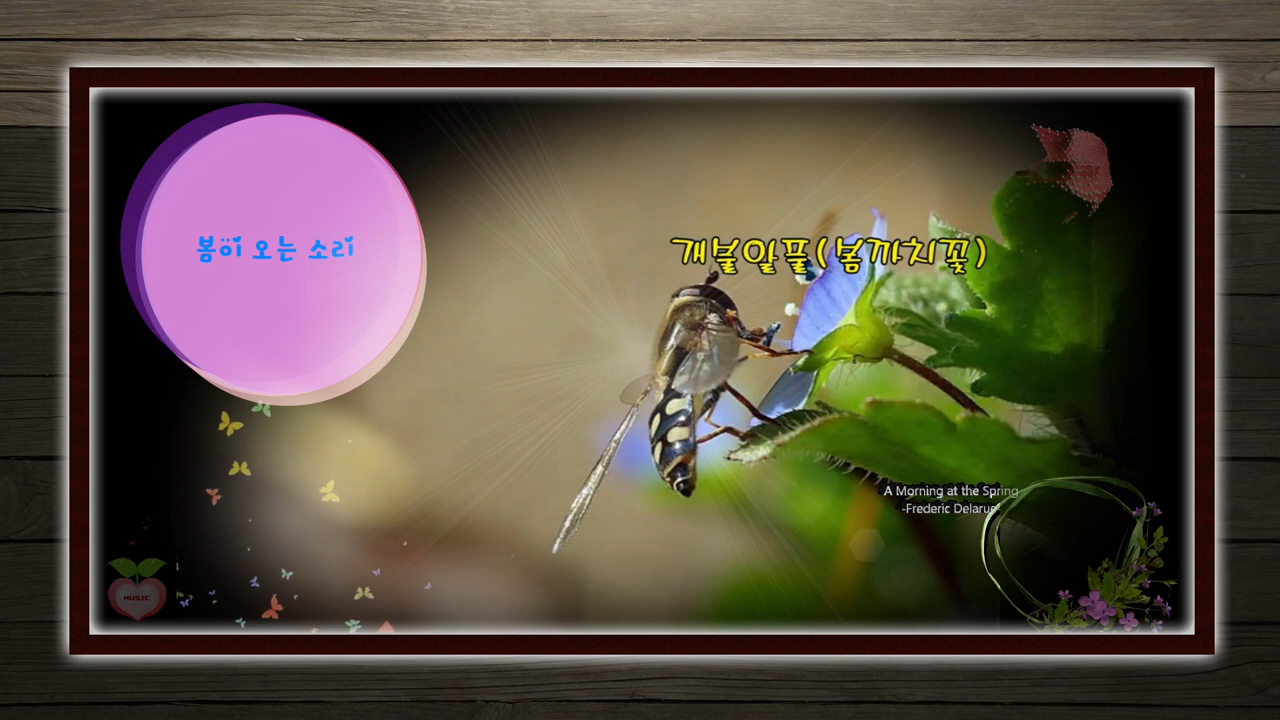 봄이 오는 소리
개불알풀(봄까치꽃)
A Morning at the Spring
-Frederic Delarue-
MUSIC